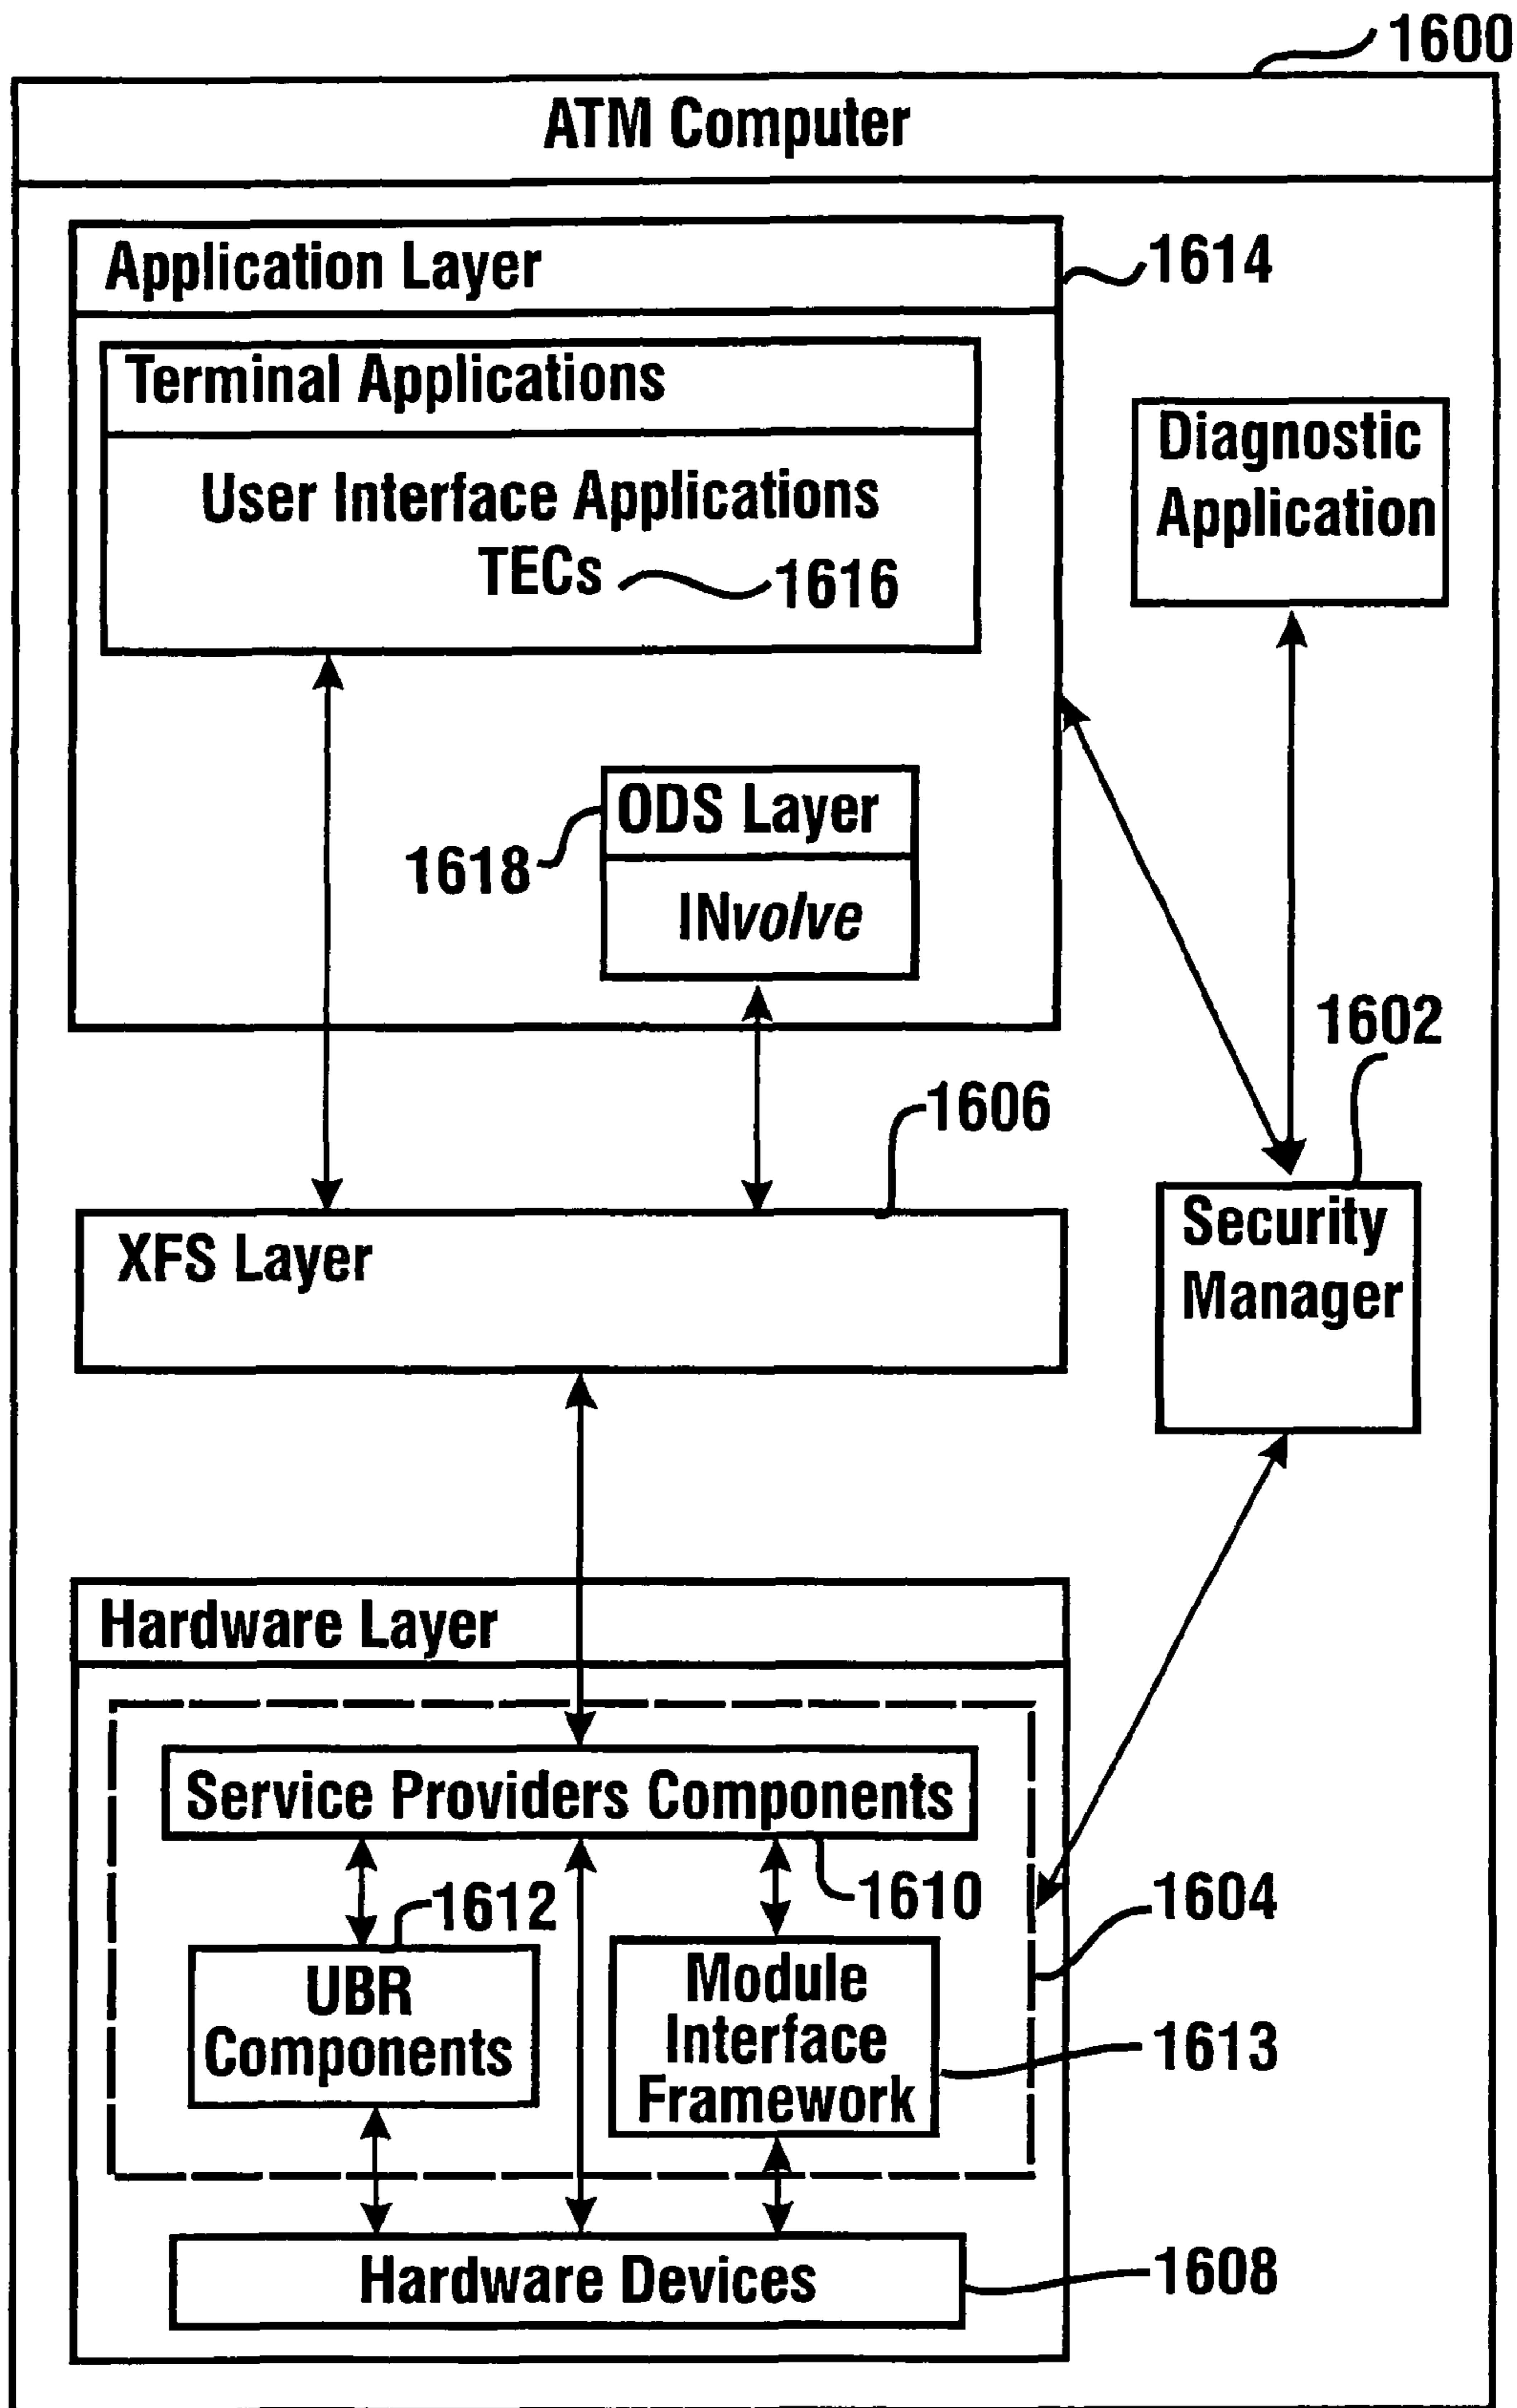 1600
ATM Computer
Application Layer
1614
Terminal Applications
User Interface Applications
TECs 1616
Diagnostic
Application
ODS Layer
1618
INvolve
1602
1606
XFS Layer
Security
Manager
Hardware Layer
Service Providers Components
1610
1612
1604
UBR
Components
Module
Interface
Framework
1613
Hardware Devices
1608